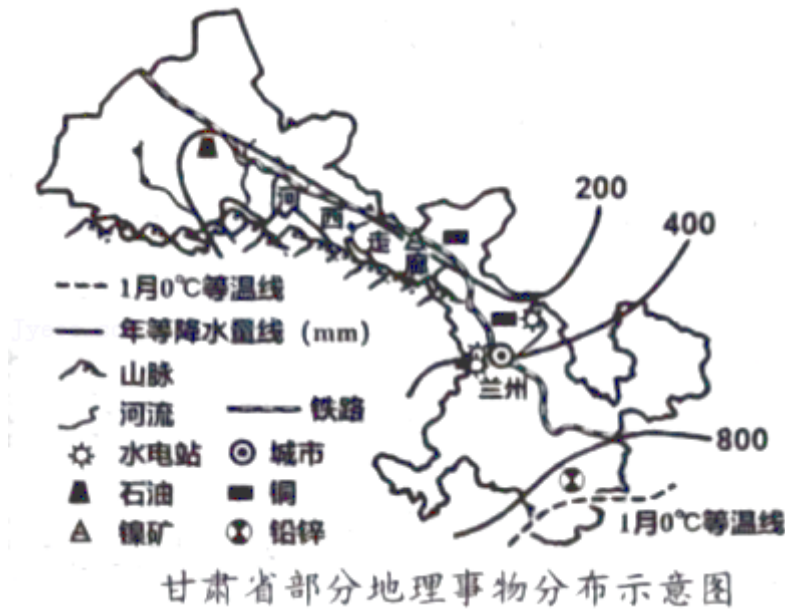 200
400
河
西
走
廊
1月0℃等温线
年等降水量线（mm）
山脉
兰州
河流
铁路
800
水电站
城市
石油
铜
镍矿
铅锌
1月0℃等温线
甘肃省部分地理事物分布示意图